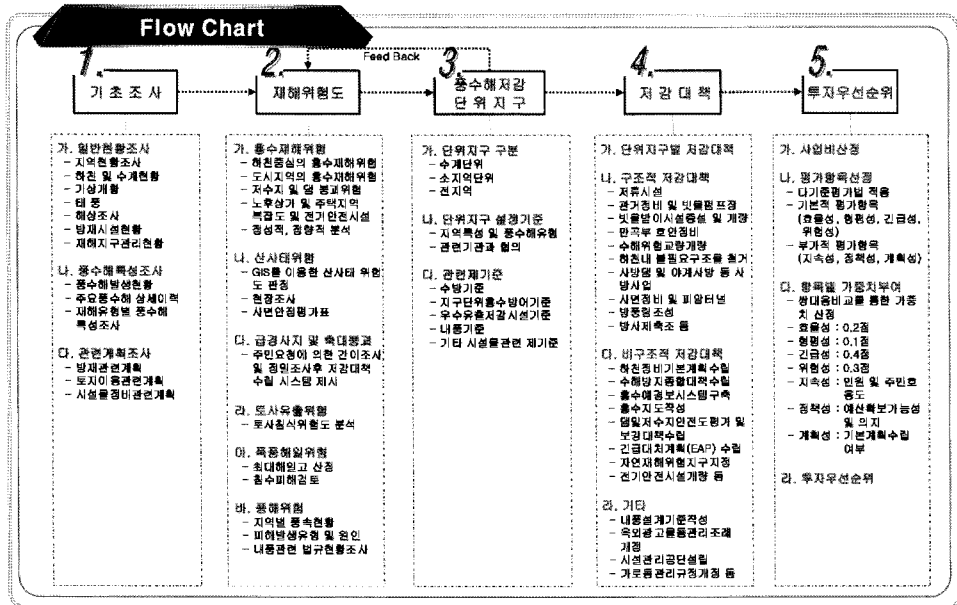 Flow Chart
Feed Back
1.
기초조사
가. 일반현황조사
- 지역현황조사
- 하천 및 수계현황
- 기상개황
- 태 풍
- 해상조사
- 방재시설현황
- 재해지구관리현황
나. 풍수해특성조사
- 풍수해발생현황
- 주요풍수해 상세이력
- 재해유형별 풍수해
특성조사
다. 관련계획조사
- 방재관련계획
- 토지이용관련계획
- 시설물정비관련계획
2.
재해위험도
가. 홍수재해위험
- 하천중심의 홍수재해위험
- 도시지역의 홍수재해위험
- 저수지 및 댐 붕괴위험
- 노후상가 및 주택지역
복잡도 및 전기안전시설
- 정성적, 정량적 분석
나. 산사태위험
- GIS를 이용한 산사태 위험
도 판정
- 현장조사
- 사면안정평가표
다. 급경사지 및 축대붕괴
- 주민요청에 의한 간이조사
및 정밀조사후 저감대책
수립 시스템 제시
라. 토사유출위험
- 토사침식위험도 분석
마. 폭풍해일위험
- 최대해일고 산정
- 침수피해검토
바. 풍해위험
- 지역별 풍속현황
- 피해발생유형 및 원인
- 내풍관련 법규현황조사
3.
풍수해저감
단위지구
가. 단위지구 구분
- 수계단위
- 소지역단위
- 전지역
나. 단위지구 설정기준
- 지역특성 및 풍수해유형
- 관련기관과 협의
다. 관련제기준
- 수방기준
- 지구단위홍수방어기준
- 우수유출저감시설기준
- 내풍기준
- 기타 시설물관련 제기준
4.
저감대책
가. 단위지구별 저감대책
나. 구조적 저감대책
- 저류시설
- 관거정비 및 빗물펌프장
- 빗물받이시설증설 및 개량
- 만곡부 호안정비
- 수해위험교량개량
- 하천내 불필요구조물 철거
- 사방댐 및 야계사방 등 사
방사업
- 사면정비 및 피암터널
- 방풍림조성
- 방사제축조 등
다. 비구조적 저감대책
- 하천정비기본계획수립
- 수해방지종합대책수립
- 홍수예경보시스템구축
- 홍수지도작성
- 댐및저수지안전도평가 및
보강대책수립
- 긴급대처계획(EAP) 수립
- 자연재해위험지구지정
- 전기안전시설개량 등
라. 기타
- 내풍설계기준작성
- 옥외광고물등관리조례
개정
- 시설관리공단설립
- 가로등관리규정개정 등
5.
투자우선순위
가. 사업비산정
나. 평가항목선정
- 다기준평가법 적용
- 기본적 평가항목
(효율성, 형평성, 긴급성,
위험성)
- 부가적 평가항목
(지속성, 정책성, 계획성)
다. 항목별 가중치부여
- 쌍대응비교를 통한 가중
치 산정
- 효율성 : 0.2점
- 형평성 : 0.1점
- 긴급성 : 0.4점
- 위험성 : 0.3점
- 지속성 : 민원 및 주민호
응도
- 정책성 : 예산확보가능성
및 의지
- 계획성 : 기본계획수립
여부
라. 투자우선순위